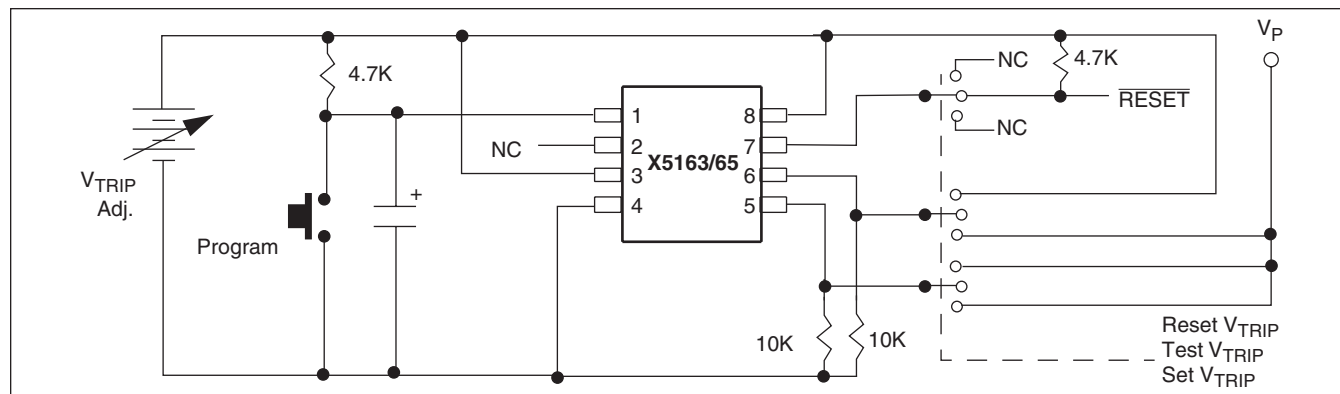 4.7K
V_TRIP
Adj.
Program
+
NC
1
2
3
4
X5163/65
8
7
6
5
10K
10K
NC
NC
4.7K
R̅E̅S̅E̅T̅
V_P
Reset V_TRIP
Test V_TRIP
Set V_TRIP